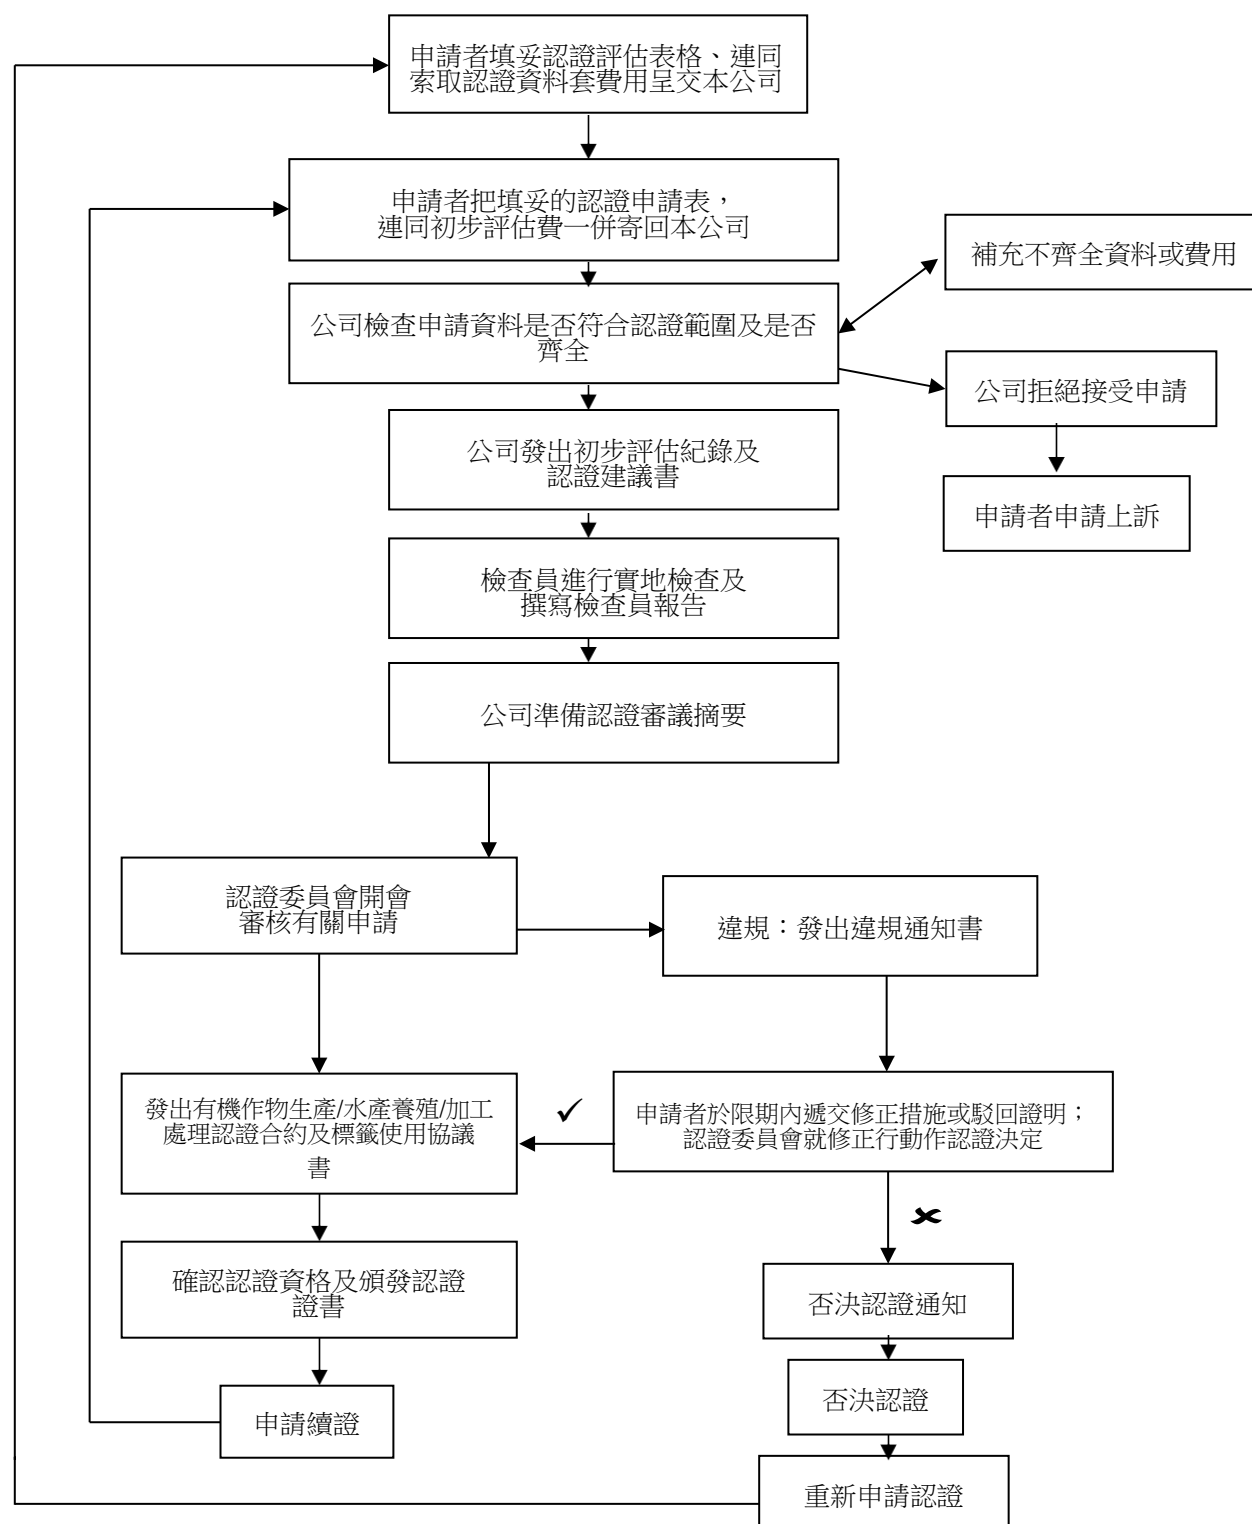 申請者填妥認證評估表格、連同
索取認證資料套費用呈交本公司
申請者把填妥的認證申請表，
連同初步評估費一併寄回本公司
補充不齊全資料或費用
公司檢查申請資料是否符合認證範圍及是否
齊全
公司拒絕接受申請
公司發出初步評估紀錄及
認證建議書
申請者申請上訴
檢查員進行實地檢查及
撰寫檢查員報告
公司準備認證審議摘要
認證委員會開會
審核有關申請
違規：發出違規通知書
發出有機作物生產/水產養殖/加工
處理認證合約及標籤使用協議
書
✓
申請者於限期內遞交修正措施或駁回證明；
認證委員會就修正行動作認證決定
✗
確認認證資格及頒發認證
證書
否決認證通知
否決認證
申請續證
重新申請認證